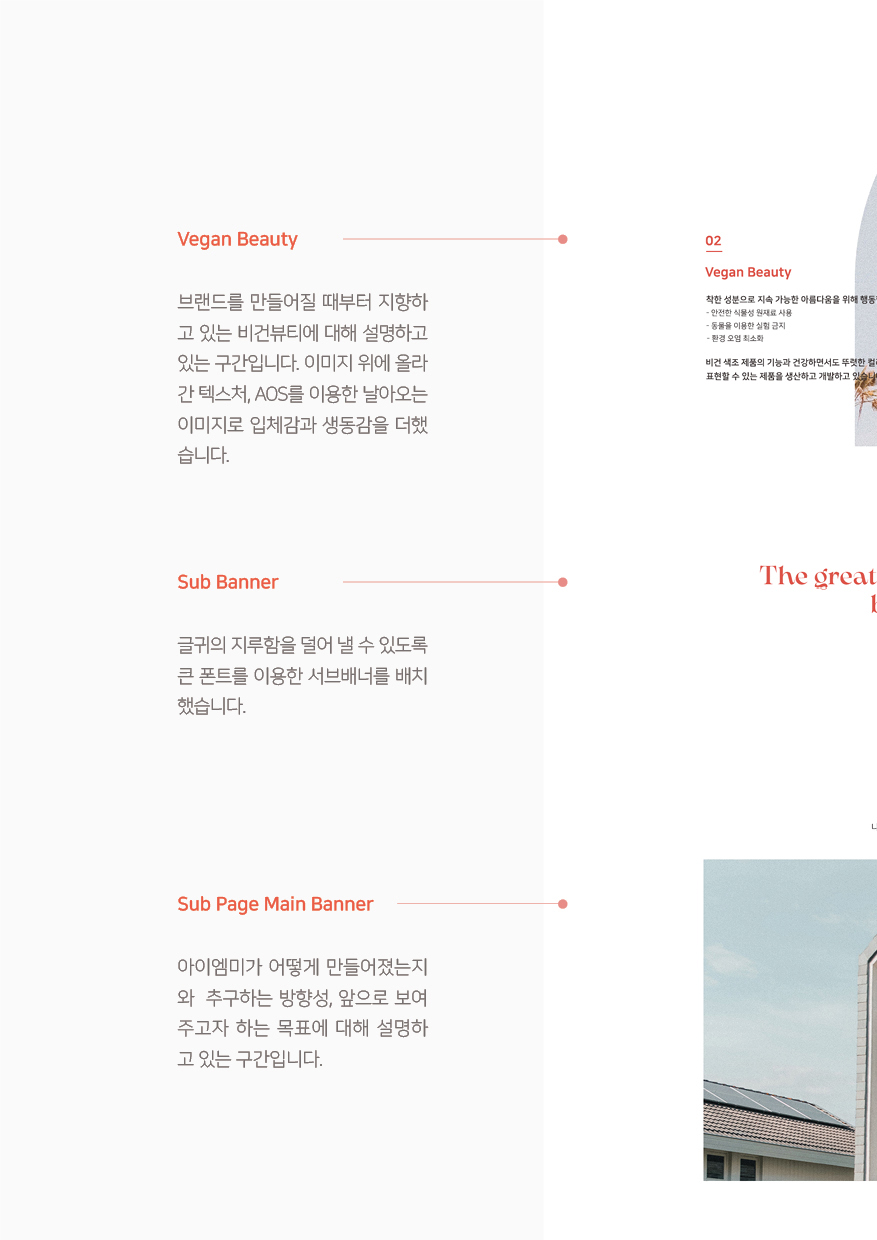 Vegan Beauty
브랜드를 만들어질 때부터 지향하
고 있는 비건뷰티에 대해 설명하고
있는 구간입니다. 이미지 위에 올라
간 텍스처, AOS를 이용한 날아오는
이미지로 입체감과 생동감을 더했
습니다.
Sub Banner
글귀의 지루함을 덜어 낼 수 있도록
큰 폰트를 이용한 서브배너를 배치
했습니다.
Sub Page Main Banner
아이엠미가 어떻게 만들어졌는지
와 추구하는 방향성, 앞으로 보여
주고자 하는 목표에 대해 설명하
고 있는 구간입니다.
02
Vegan Beauty
착한 성분으로 지속 가능한 아름다움을 위해 행동
- 안전한 식물성 원재료 사용
- 동물을 이용한 실험 금지
- 환경 오염 최소화
비건 색조 제품의 기능과 건강하면서도 뚜렷한
표현할 수 있는 제품을 생산하고 개발하고
The great